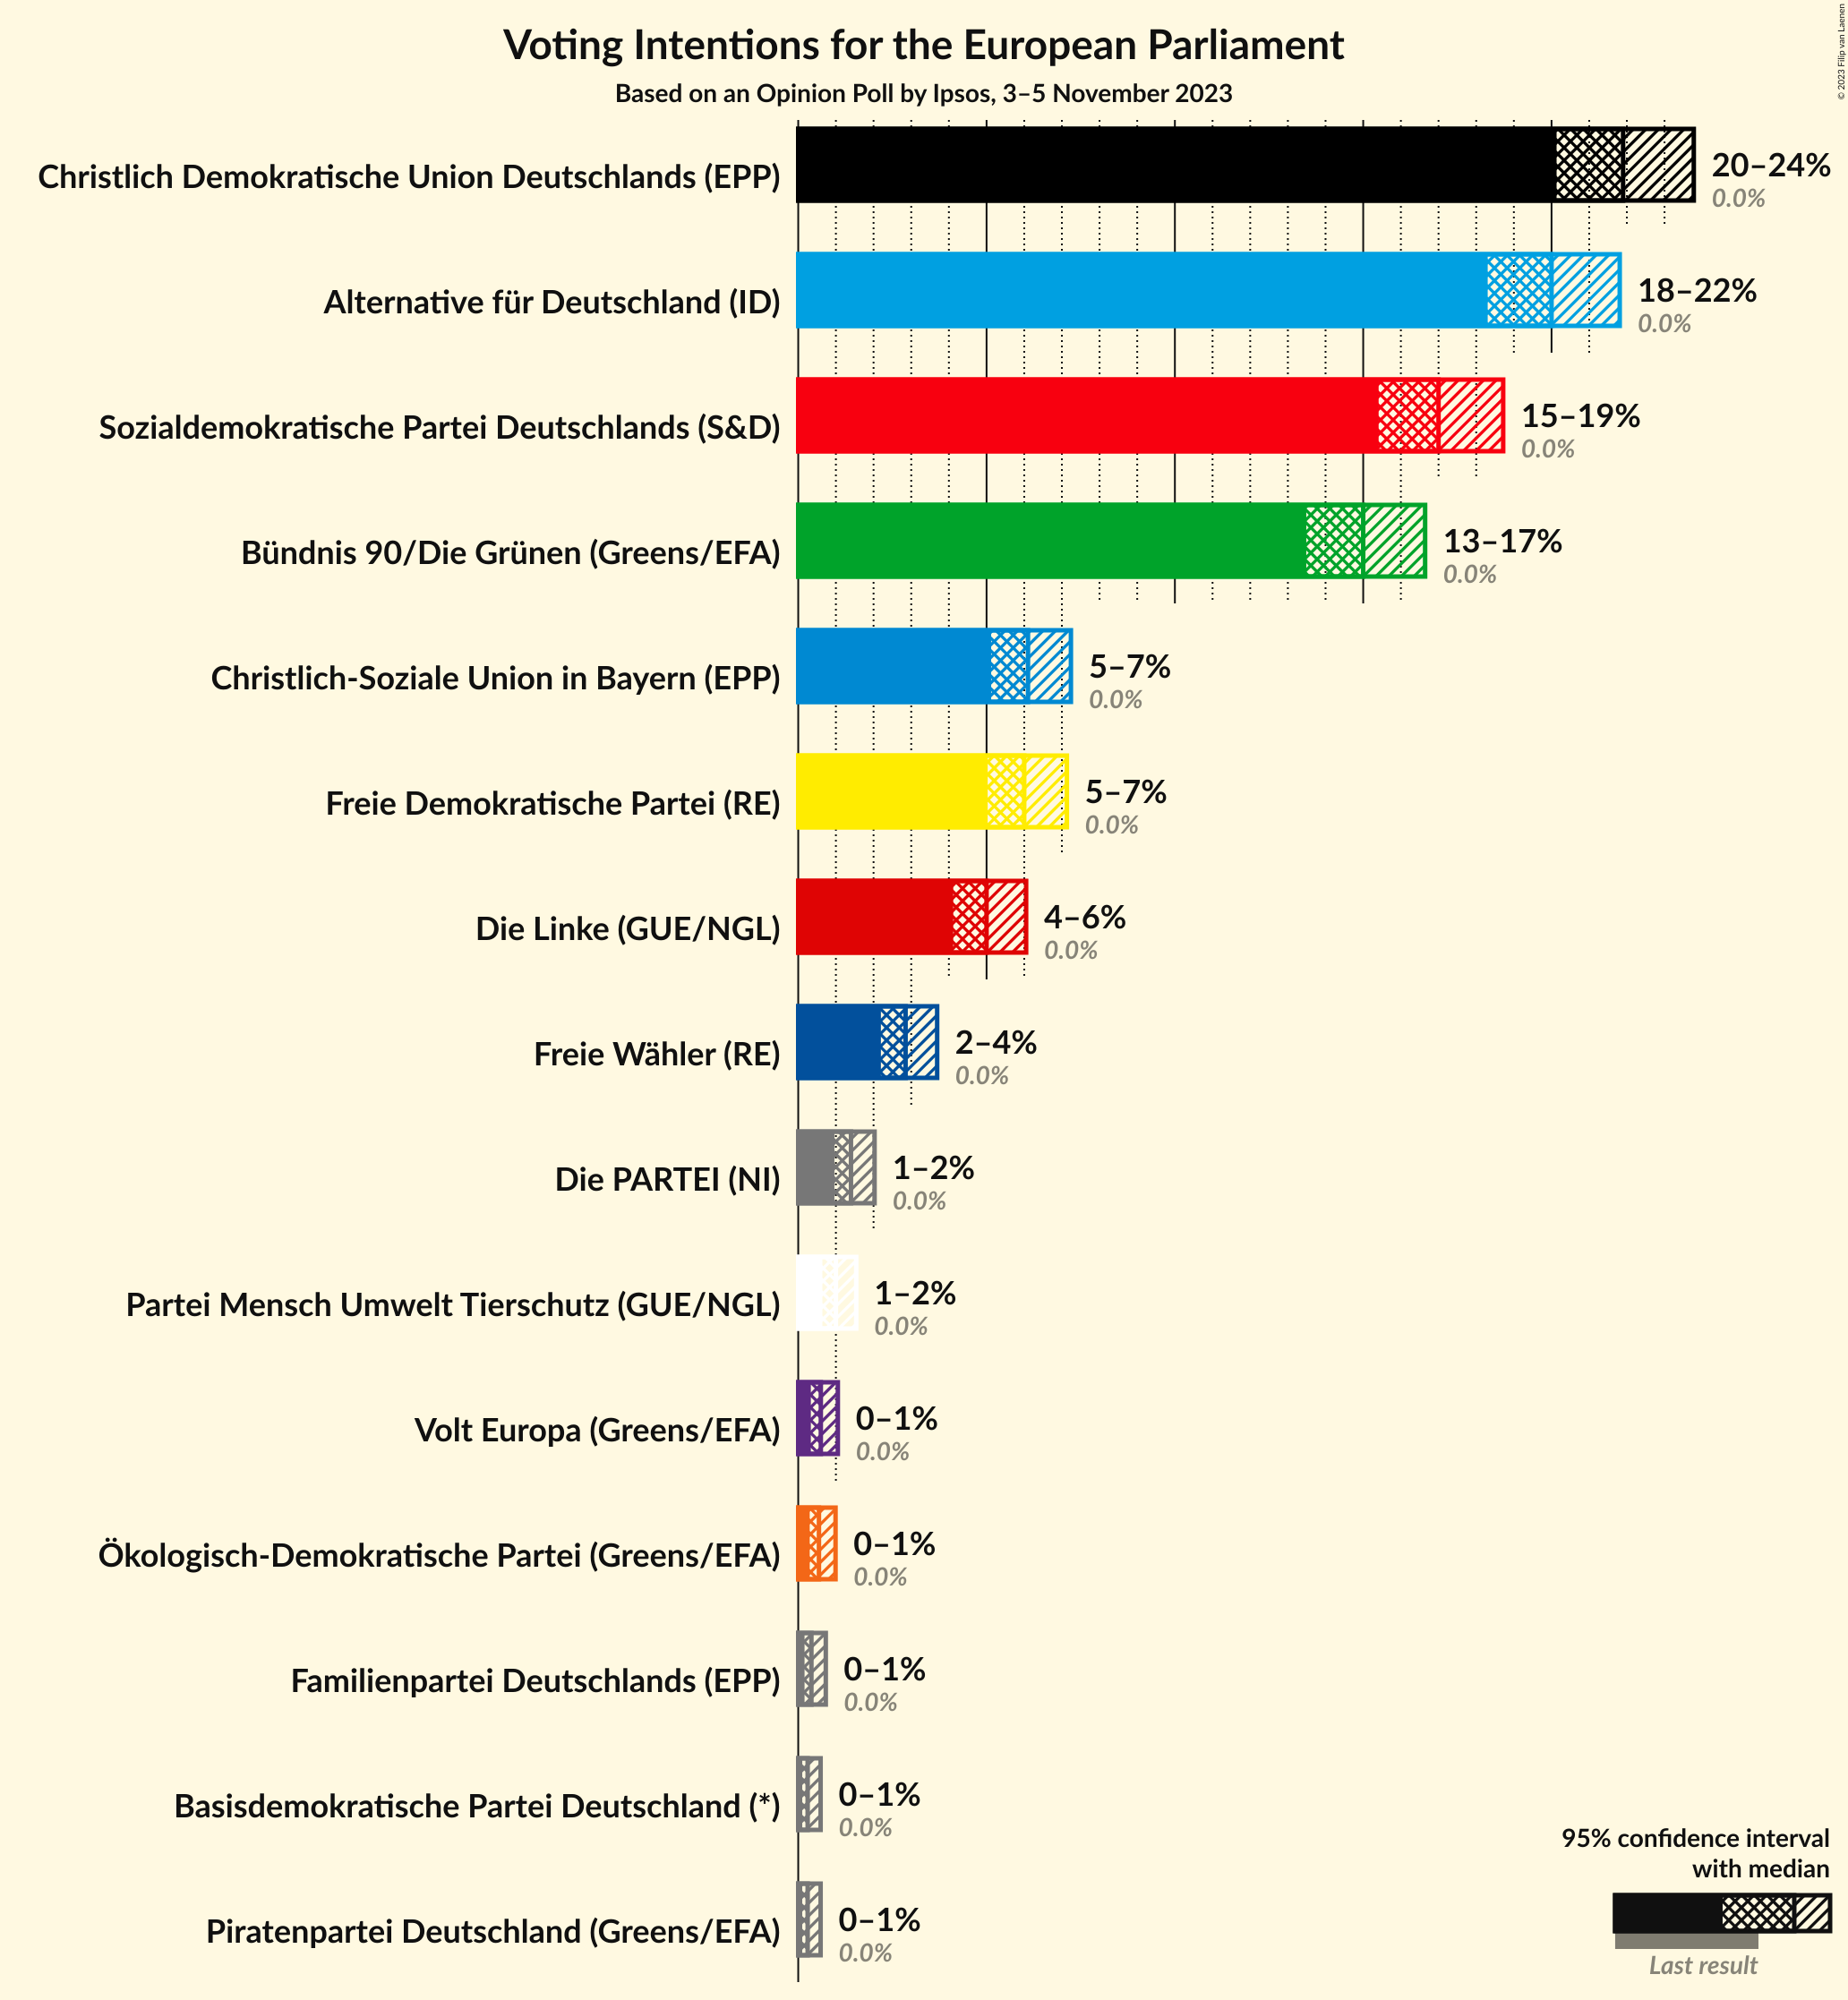 Voting Intentions for the European Parliament
Based on an Opinion Poll by Ipsos, 3–5 November 2023
© 2023 Filip van Laenen
Christlich Demokratische Union Deutschlands (EPP)
20–24%
0.0%
Alternative für Deutschland (ID)
18–22%
0.0%
Sozialdemokratische Partei Deutschlands (S&D)
15–19%
0.0%
Bündnis 90/Die Grünen (Greens/EFA)
13–17%
0.0%
Christlich-Soziale Union in Bayern (EPP)
5–7%
0.0%
Freie Demokratische Partei (RE)
5–7%
0.0%
Die Linke (GUE/NGL)
4–6%
0.0%
Freie Wähler (RE)
2–4%
0.0%
Die PARTEI (NI)
1–2%
0.0%
Partei Mensch Umwelt Tierschutz (GUE/NGL)
1–2%
0.0%
Volt Europa (Greens/EFA)
0–1%
0.0%
Ökologisch-Demokratische Partei (Greens/EFA)
0–1%
0.0%
Familienpartei Deutschlands (EPP)
0–1%
0.0%
Basisdemokratische Partei Deutschland (*)
0–1%
0.0%
Piratenpartei Deutschland (Greens/EFA)
0–1%
0.0%
95% confidence interval
with median
Last result